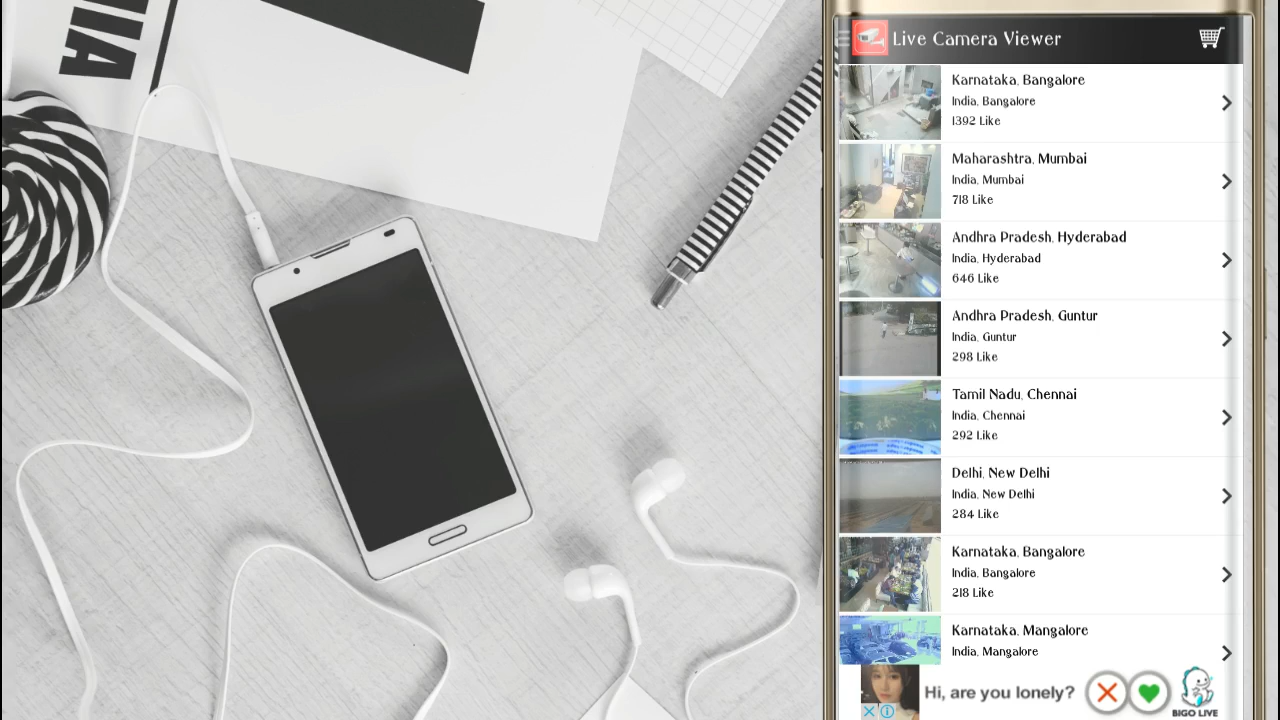 Live Camera Viewer
Karnataka, Bangalore
India, Bangalore
1392 Like
Maharashtra, Mumbai
India, Mumbai
718 Like
Andhra Pradesh, Hyderabad
India, Hyderabad
646 Like
Andhra Pradesh, Guntur
India, Guntur
298 Like
Tamil Nadu, Chennai
India, Chennai
292 Like
Delhi, New Delhi
India, New Delhi
284 Like
Karnataka, Bangalore
India, Bangalore
218 Like
Karnataka, Mangalore
India, Mangalore
Hi, are you lonely?
BIGO LIVE